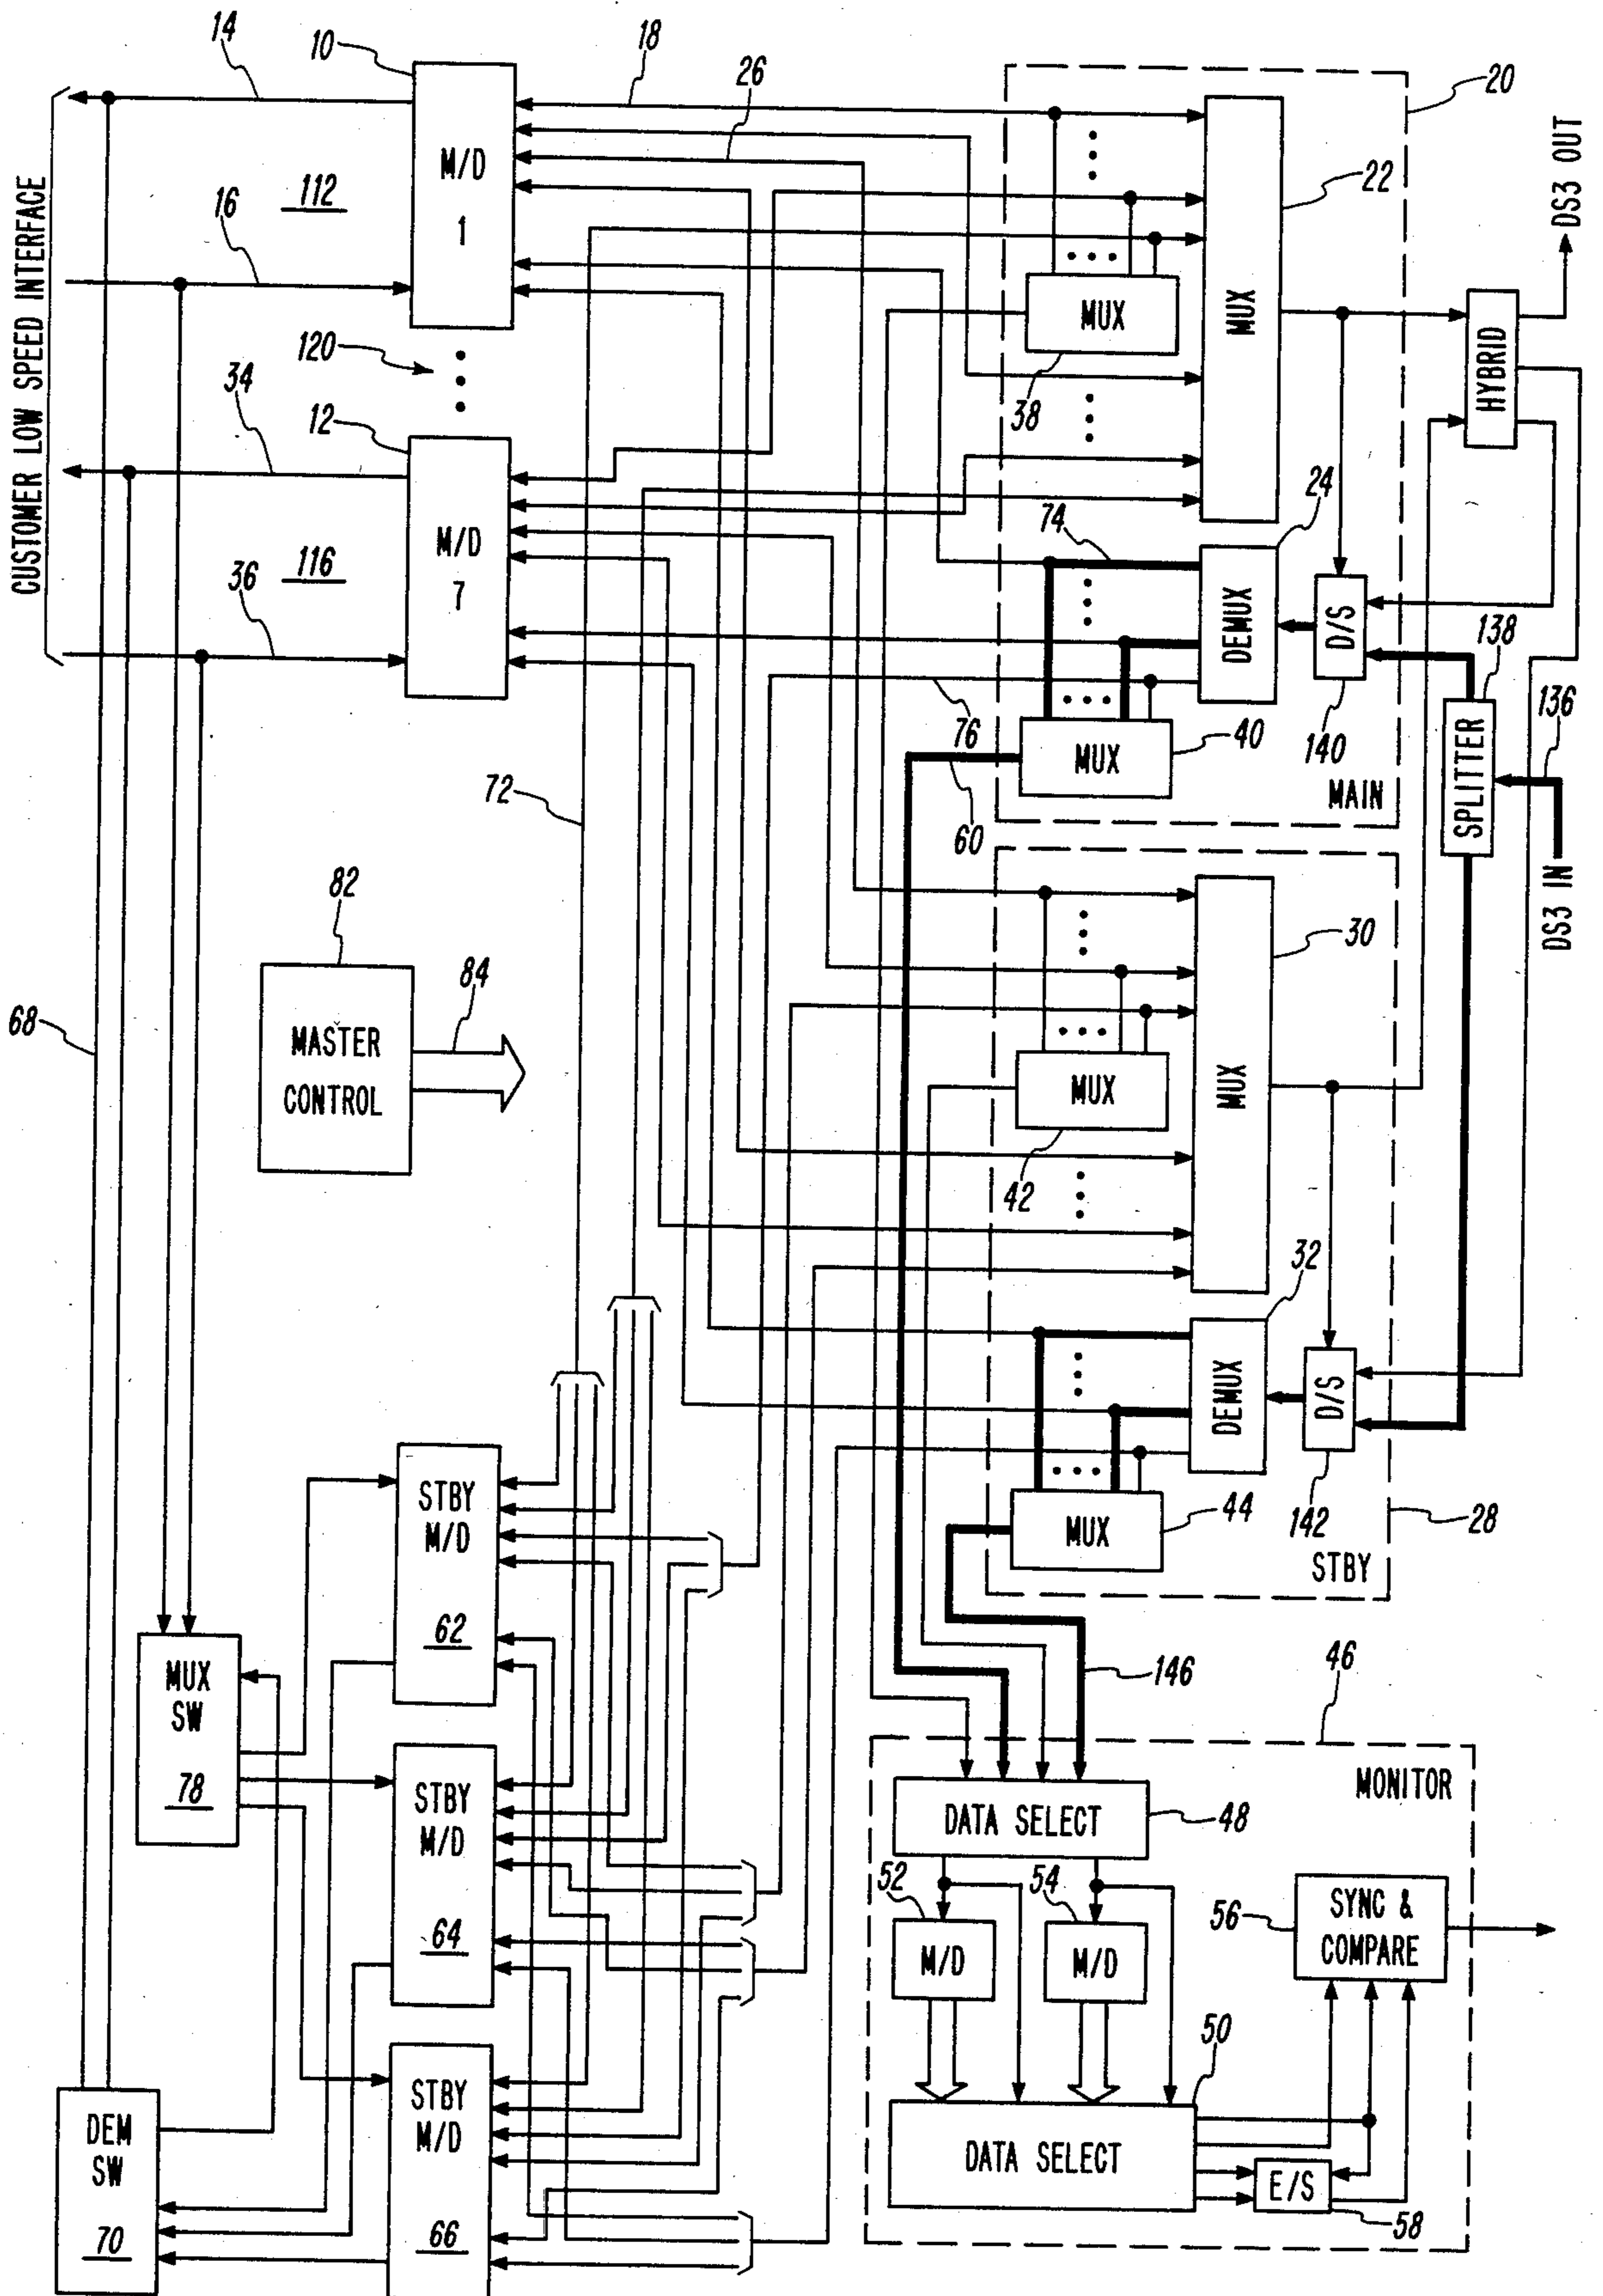 CUSTOMER LOW SPEED INTERFACE
14
10
18
26
20
DS3 OUT
16
112
M/D
1
22
MUX
MUX
38
HYBRID
120
34
12
116
36
M/D
7
74
24
DEMUX
D/S
138
136
76
60
MUX
40
140
MAIN
SPLITTER
DS3 IN
72
82
84
MASTER
CONTROL
68
30
MUX
MUX
42
32
DEMUX
D/S
142
28
MUX
44
STBY
STBY
M/D
62
MUX
SW
78
STBY
M/D
64
STBY
M/D
66
DEM
SW
70
146
46
MONITOR
DATA SELECT
48
52
54
M/D
M/D
56
SYNC &
COMPARE
50
DATA SELECT
E/S
58